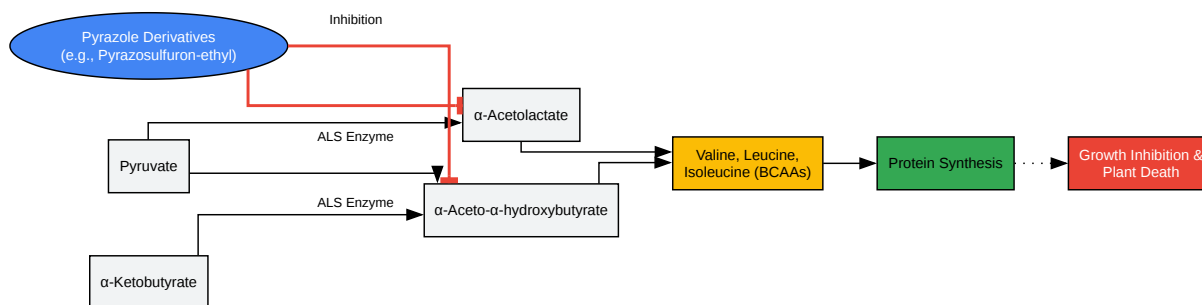 Inhibition
Pyrazole Derivatives
(e.g., Pyrazosulfuron-ethyl)
α-Acetolactate
ALS Enzyme
Pyruvate
Valine, Leucine,
Isoleucine (BCAAs)
Protein Synthesis
Growth Inhibition &
Plant Death
ALS Enzyme
α-Aceto-α-hydroxybutyrate
α-Ketobutyrate